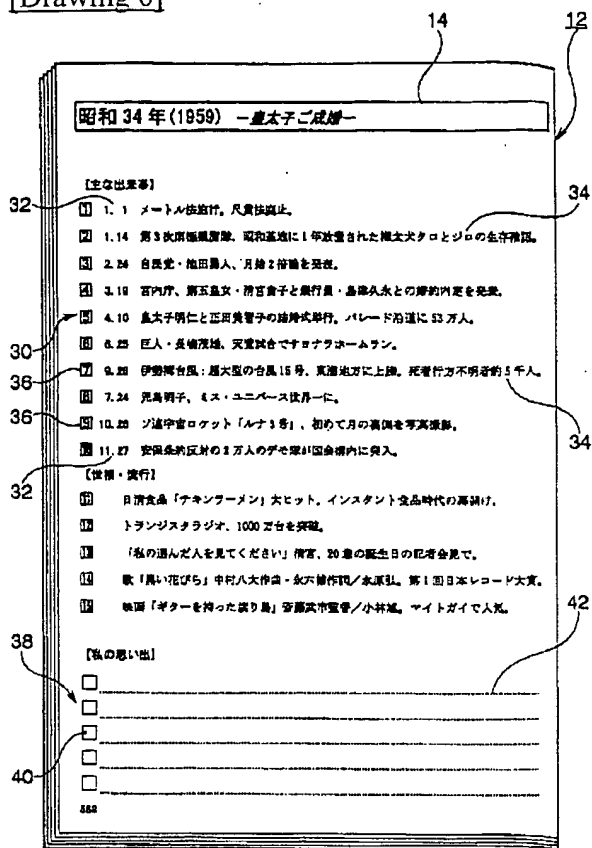 [Drawing 6]
14
12
昭和34年(1959) －皇太子ご成婚－
【主な出来事】
32
34
1 1. 1 メートル法施行。尺貫法廃止。
2 1.14 第3次南極観測隊、昭和基地に1年放置された樺太犬タロとジロの生存確認。
3 2.24 自民党・池田勇人、月給2倍論を発表。
4 3.19 宮内庁、第五皇女・清宮貴子と銀行員・島津久永との婚約内定を発表。
30
5 4.10 皇太子明仁と正田美智子の結婚式挙行。パレード沿道に53万人。
6 6.25 巨人・長嶋茂雄、天覧試合でサヨナラホームラン。
36
7 9.26 伊勢湾台風:超大型の台風15号、東海地方に上陸。死者行方不明者約5千人。
8 7.24 児島明子、ミス・ユニバース世界一に。
36
9 10.26 ソ連宇宙ロケット「ルナ3号」、初めて月の裏側を写真撮影。
34
10 11.27 安保条約反対の2万人のデモ隊が国会構内に突入。
32
【世相・流行】
11 日清食品「チキンラーメン」大ヒット。インスタント食品時代の幕開け。
12 トランジスタラジオ、1000万台を突破。
13 「私の選んだ人を見てください」清宮、20歳の誕生日の記者会見で。
14 歌「黒い花びら」中村八大作曲・永六輔作詞/水原弘。第1回日本レコード大賞。
15 映画「ギターを持った渡り鳥」斎藤武市監督/小林旭。マイトガイで人気。
42
38
【私の思い出】
40
552